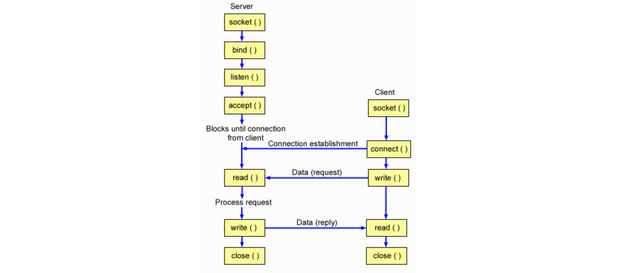 Server
socket ( )
bind ( )
listen ( )
accept ( )
Client
socket ( )
Blocks until connection
from client
Connection establishment
connect ( )
read ( )
Data (request)
write ( )
Process request
write ( )
Data (reply)
read ( )
close ( )
close ( )